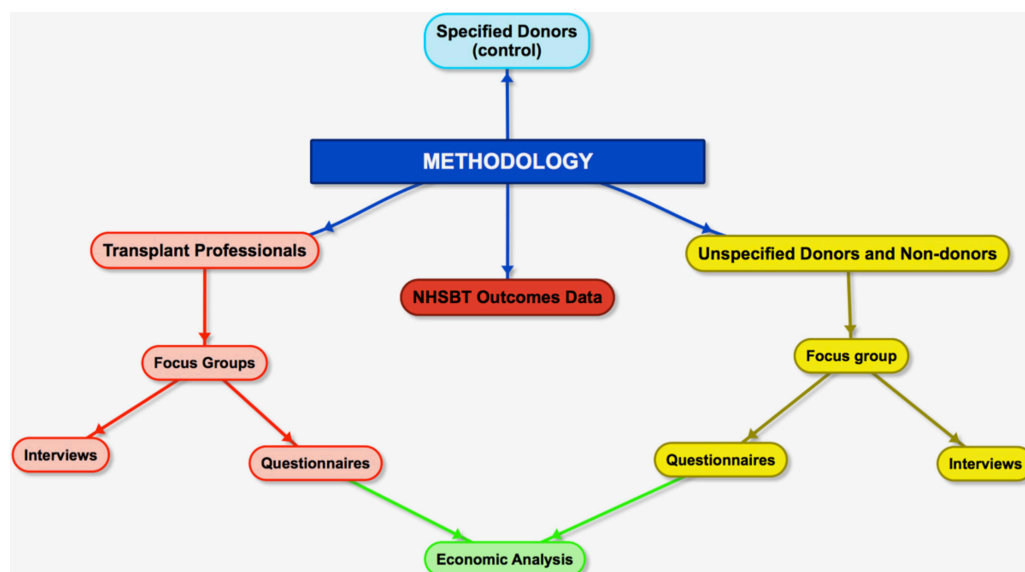 Specified Donors
(control)
METHODOLOGY
Transplant Professionals
Unspecified Donors and Non-donors
NHSBT Outcomes Data
Focus Groups
Focus group
Interviews
Questionnaires
Questionnaires
Interviews
Economic Analysis